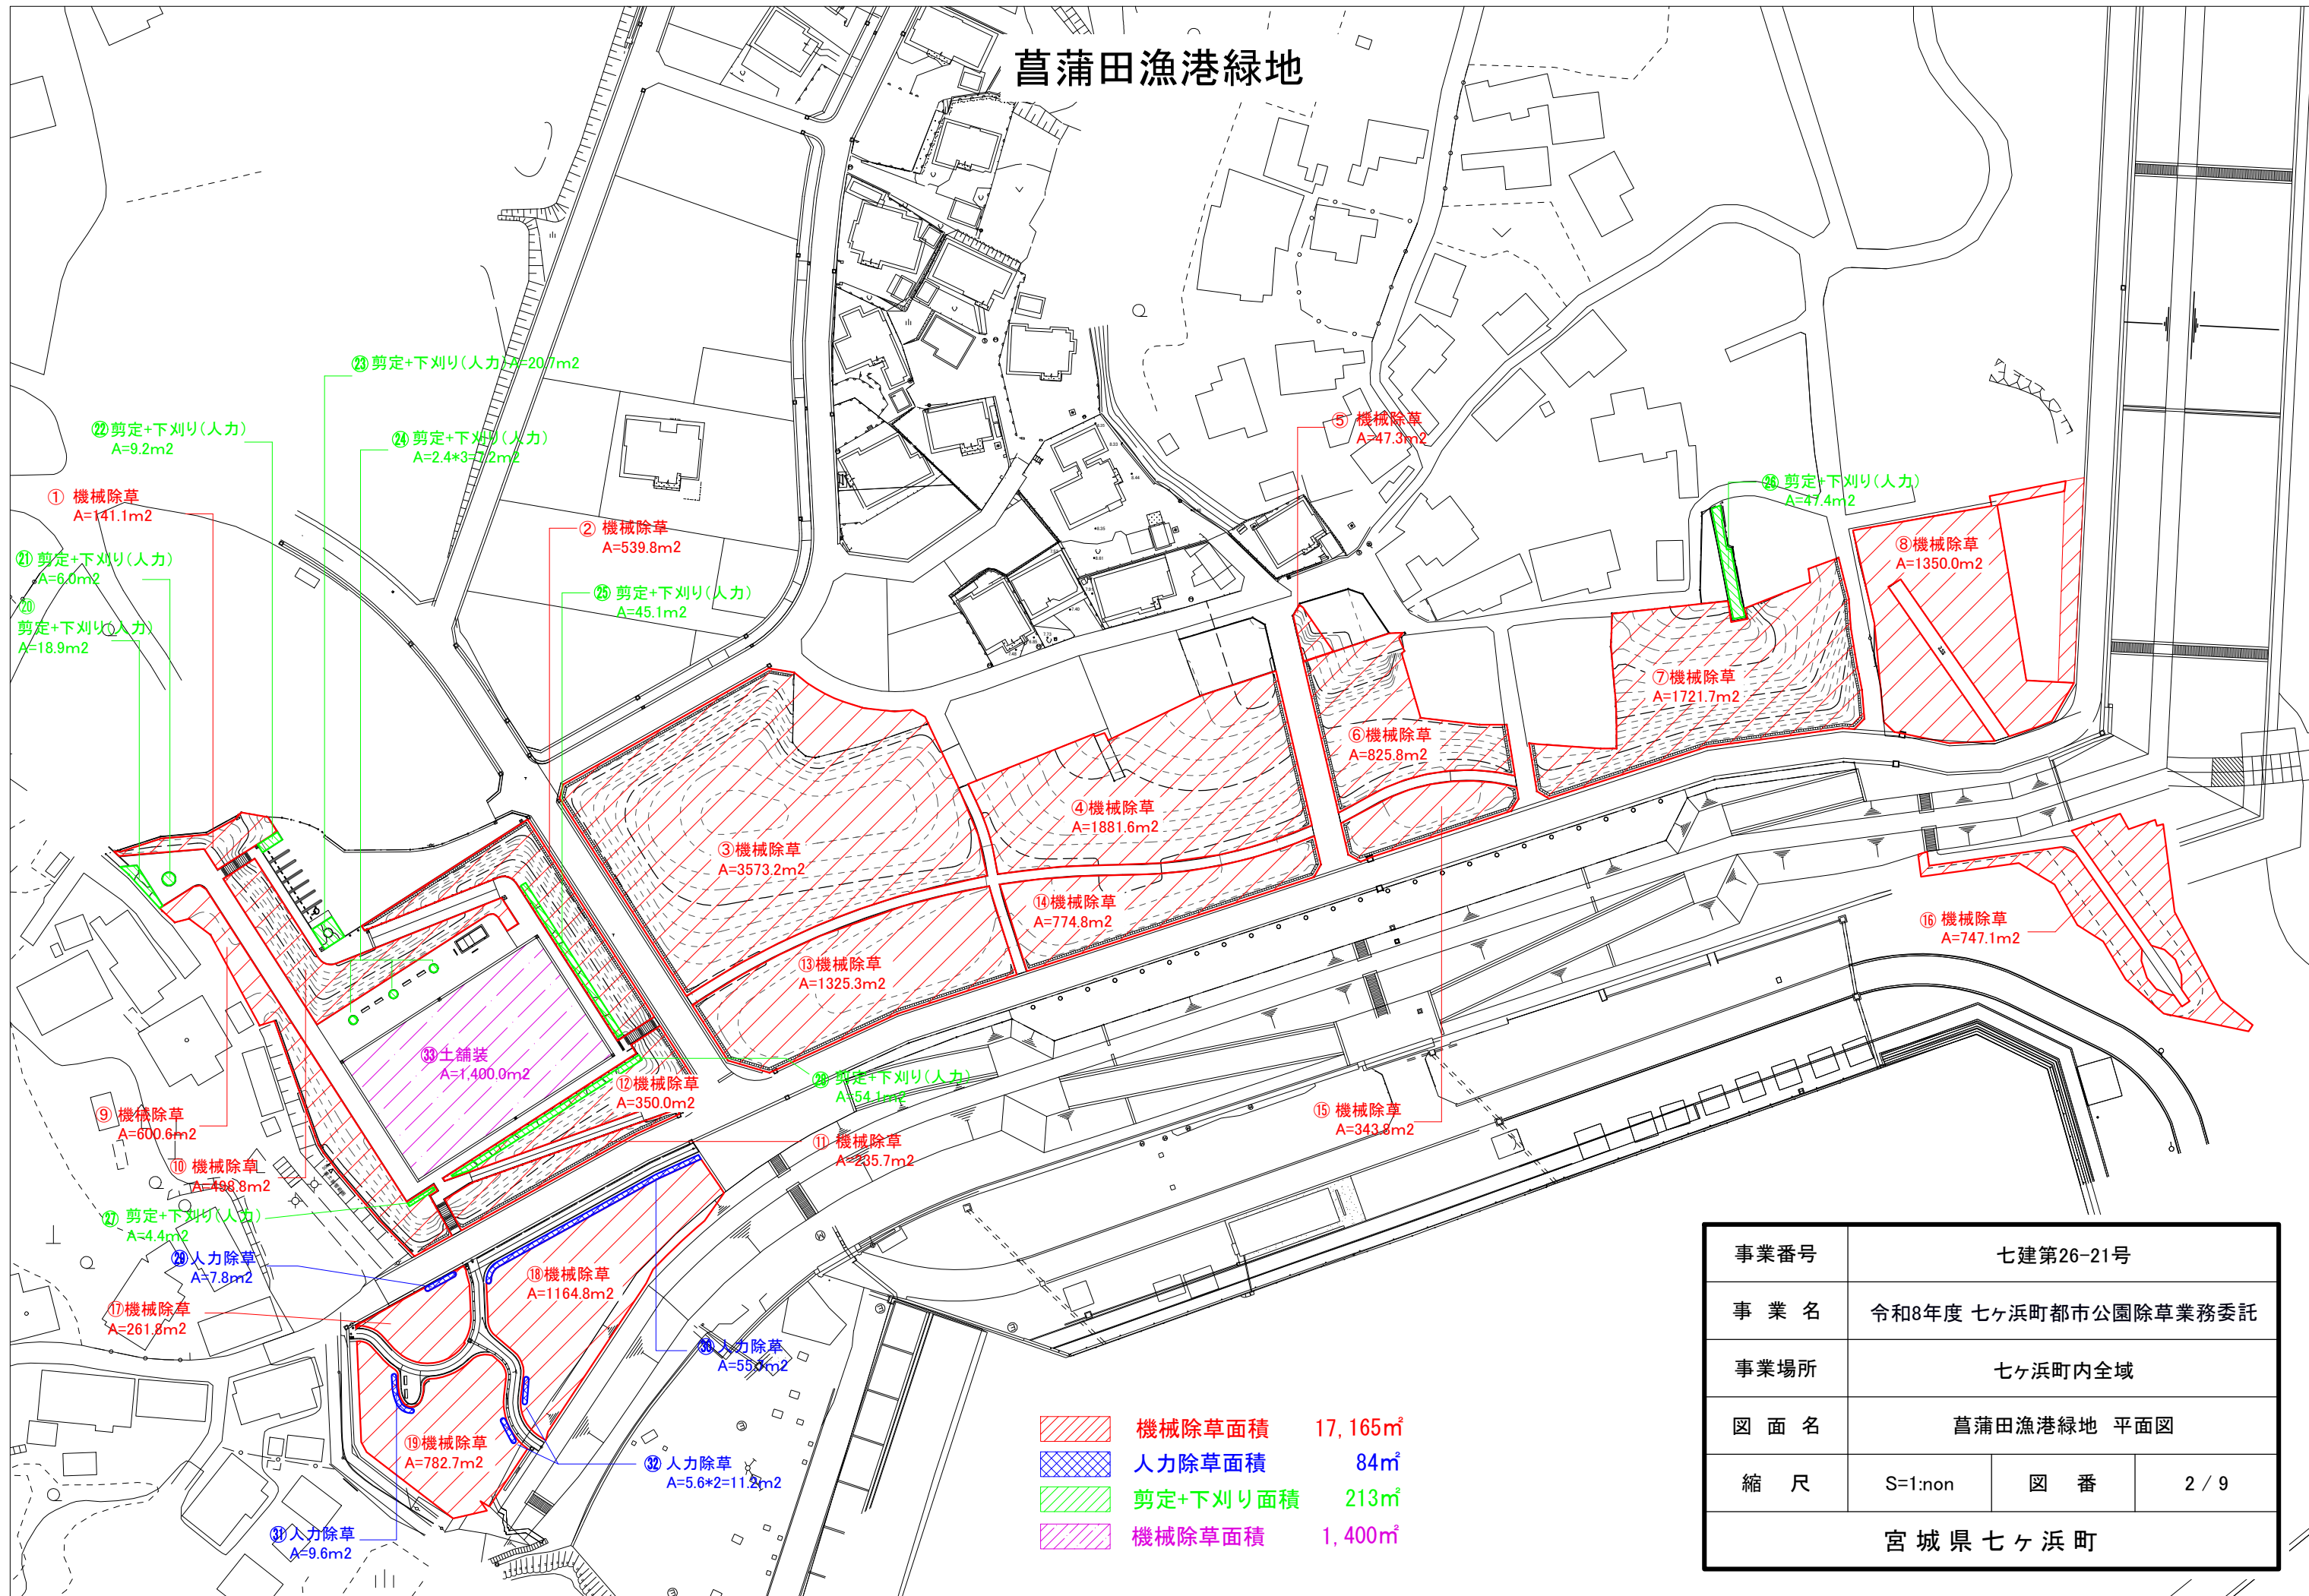 菖蒲田漁港緑地
㉓剪定+下刈り(人力)A=20.7m2
㉒剪定+下刈り(人力)
A=9.2m2
㉔剪定+下刈り(人力)
A=2.4*3=7.2m2
① 機械除草
A=141.1m2
② 機械除草
A=539.8m2
㉑剪定+下刈り(人力)
A=6.0m2
⑳
剪定+下刈り(人力)
A=18.9m2
㉕剪定+下刈り(人力)
A=45.1m2
⑤ 機械除草
A=47.3m2
剪定+下刈り(人力)
A=47.4m2
⑧機械除草
A=1350.0m2
⑦機械除草
A=1721.7m2
⑥機械除草
A=825.8m2
④機械除草
A=1881.6m2
③機械除草
A=3573.2m2
⑭機械除草
A=774.8m2
⑬機械除草
A=1325.3m2
⑯ 機械除草
A=747.1m2
㉝土舗装
A=1,400.0m2
⑫機械除草
A=350.0m2
剪定+下刈り(人力)
A=54.1m2
⑮ 機械除草
A=343.8m2
⑨ 機械除草
A=600.6m2
⑪ 機械除草
A=235.7m2
⑩ 機械除草
A=498.8m2
㉗ 剪定+下刈り(人力)
A=4.4m2
㉙人力除草
A=7.8m2
⑱機械除草
A=1164.8m2
⑰機械除草
A=261.8m2
㉚人力除草
A=55.7m2
⑲機械除草
A=782.7m2
㉜ 人力除草
A=5.6*2=11.2m2
㉛人力除草
A=9.6m2
機械除草面積 17,165㎡
人力除草面積 84㎡
剪定+下刈り面積 213㎡
機械除草面積 1,400㎡
事業番号 七建第26-21号
事業名 令和8年度 七ヶ浜町都市公園除草業務委託
事業場所 七ヶ浜町内全域
図面名 菖蒲田漁港緑地 平面図
縮尺 S=1:non 図番 2 / 9
宮城県七ヶ浜町